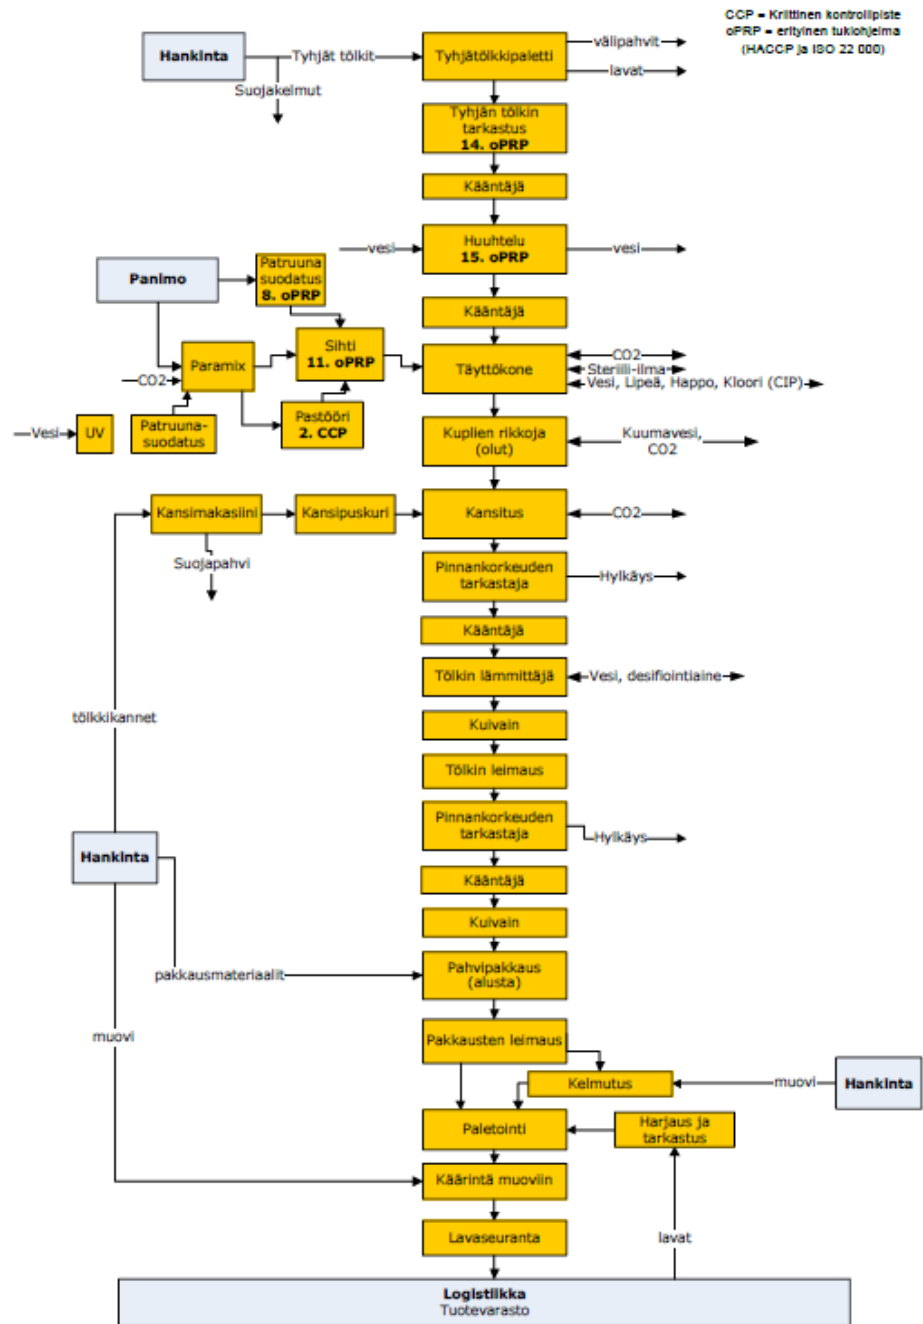 CCP = Kriittinen kontrollipiste
oPRP = erityinen tukiohjelma
(HACCP ja ISO 22 000)
Hankinta
Tyhjät tölkit
Suojakelmut
Tyhjätölkkipaletti
välipahvit
lavat
Tyhjän tölkin
tarkastus
14. oPRP
Kääntäjä
vesi
Huuhtelu
15. oPRP
vesi
Panimo
Patruuna
suodatus
8. oPRP
Kääntäjä
Paramix
Sihti
11. oPRP
Täyttökone
CO2
Steriili-ilma
Vesi, Lipeä, Happo, Kloori (CIP)
CO2
Vesi
UV
Patruuna-
suodatus
Pastööri
2. CCP
Kuplien rikkoja
(olut)
Kuumavesi,
CO2
Kansimakasiini
Kansipuskuri
Kansitus
CO2
Suojapahvi
Pinnankorkeuden
tarkastaja
Hylkäys
Kääntäjä
Tölkin lämmittäjä
Vesi, desifiointiaine
tölkkikannet
Kuivain
Tölkin leimaus
Pinnankorkeuden
tarkastaja
Hylkäys
Hankinta
Kääntäjä
Kuivain
pakkausmateriaalit
Pahvipakkaus
(alusta)
muovi
Pakkausten leimaus
Kelmutus
muovi
Hankinta
Paletointi
Harjaus ja
tarkastus
Käärintä muoviin
Lavaseuranta
lavat
Logistiikka
Tuotevarasto